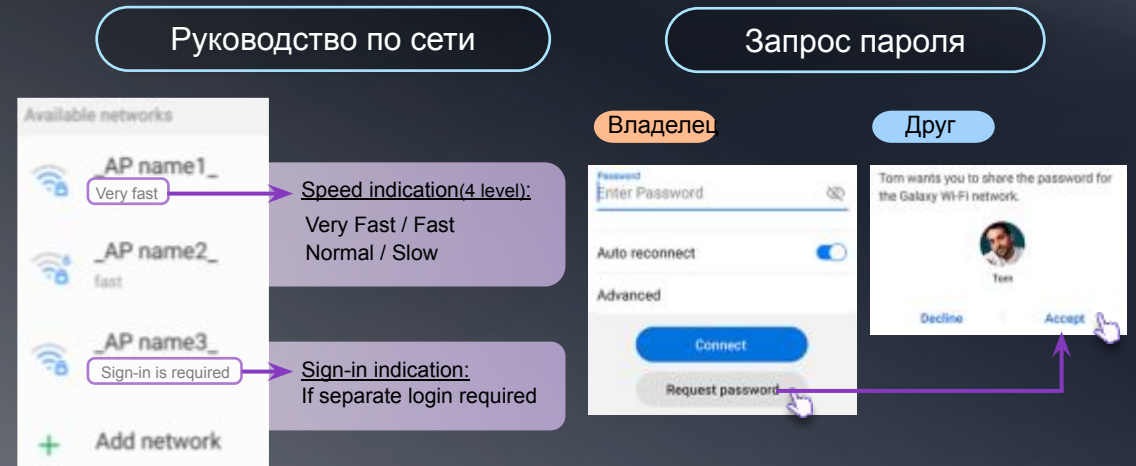 Руководство по сети
Available networks
_AP name1_
Very fast
_AP name2_
fast
_AP name3_
Sign-in is required
Add network
Speed indication(4 level):
Very Fast / Fast
Normal / Slow
Sign-in indication:
If separate login required
Запрос пароля
Владелец
Password
Enter Password
Auto reconnect
Advanced
Connect
Request password
Друг
Tom wants you to share the password for
the Galaxy Wi-Fi network.
Tom
Decline
Accept